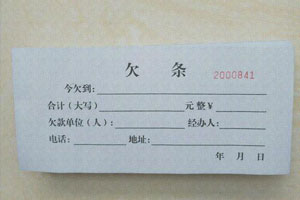 欠 条 2000841
今欠到：
合计（大写） 元 整￥
欠款单位（人）： 经办人：
电话： 地址：
年 月 日